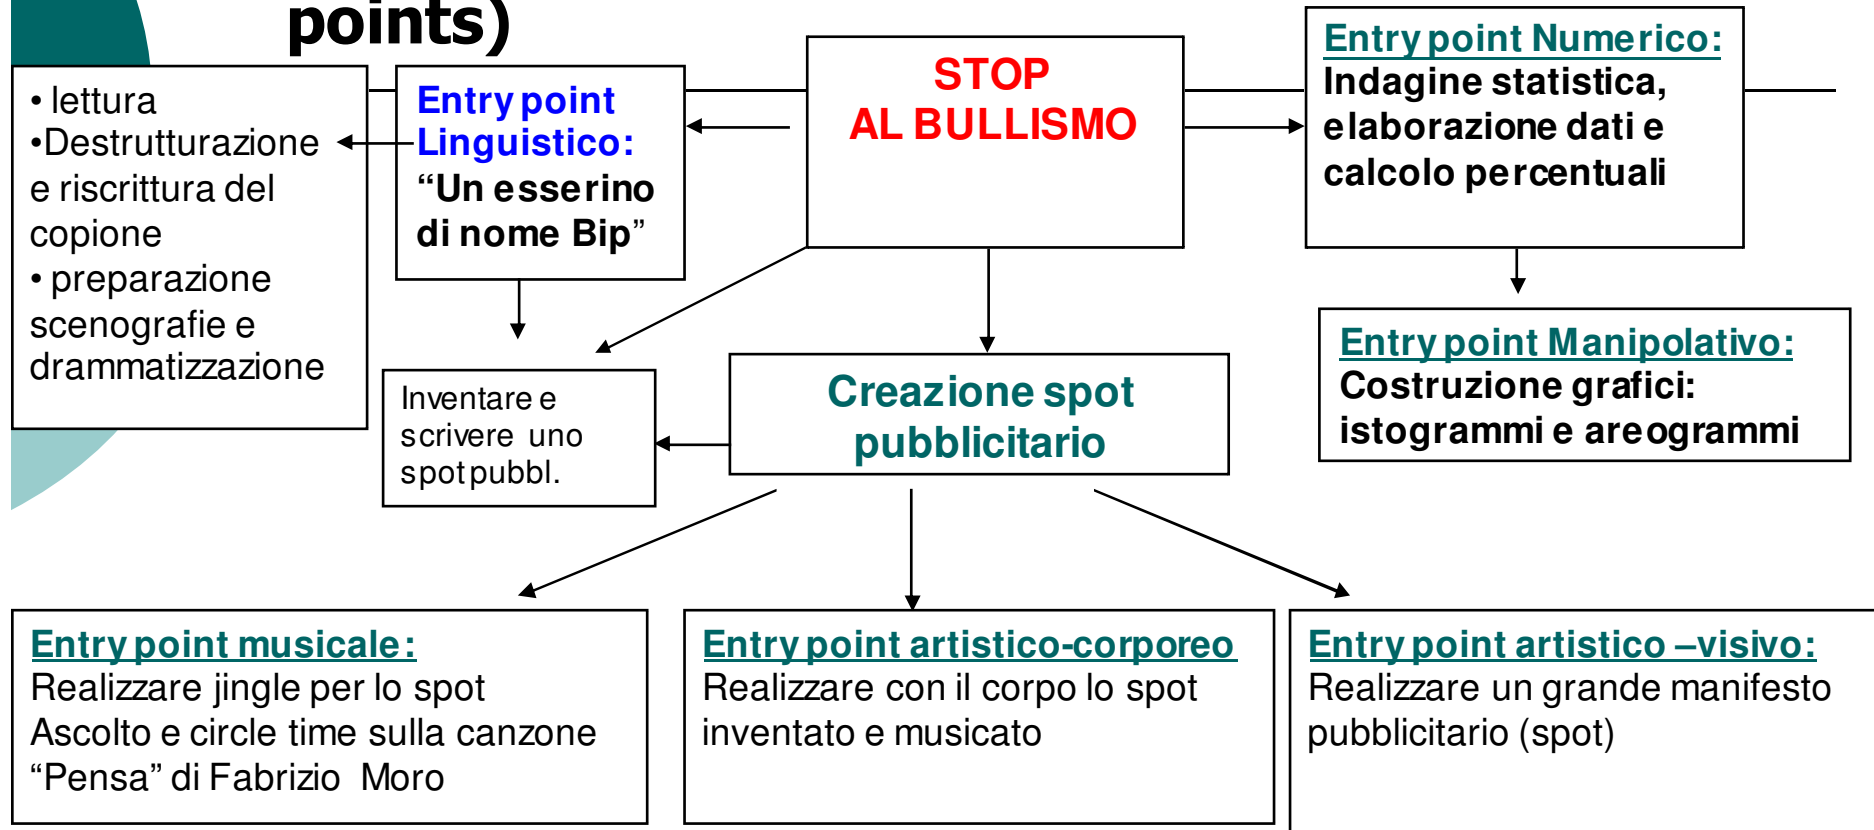 points)
• lettura
•Destrutturazione
e riscrittura del
copione
• preparazione
scenografie e
drammatizzazione
Entry point
Linguistico:
“Un esserino
di nome Bip”
STOP
AL BULLISMO
Entry point Numerico:
Indagine statistica,
elaborazione dati e
calcolo percentuali
Entry point Manipolativo:
Costruzione grafici:
istogrammi e areogrammi
Inventare e
scrivere uno
spot pubbl.
Creazione spot
pubblicitario
Entry point musicale:
Realizzare jingle per lo spot
Ascolto e circle time sulla canzone
“Pensa” di Fabrizio Moro
Entry point artistico-corporeo
Realizzare con il corpo lo spot
inventato e musicato
Entry point artistico –visivo:
Realizzare un grande manifesto
pubblicitario (spot)